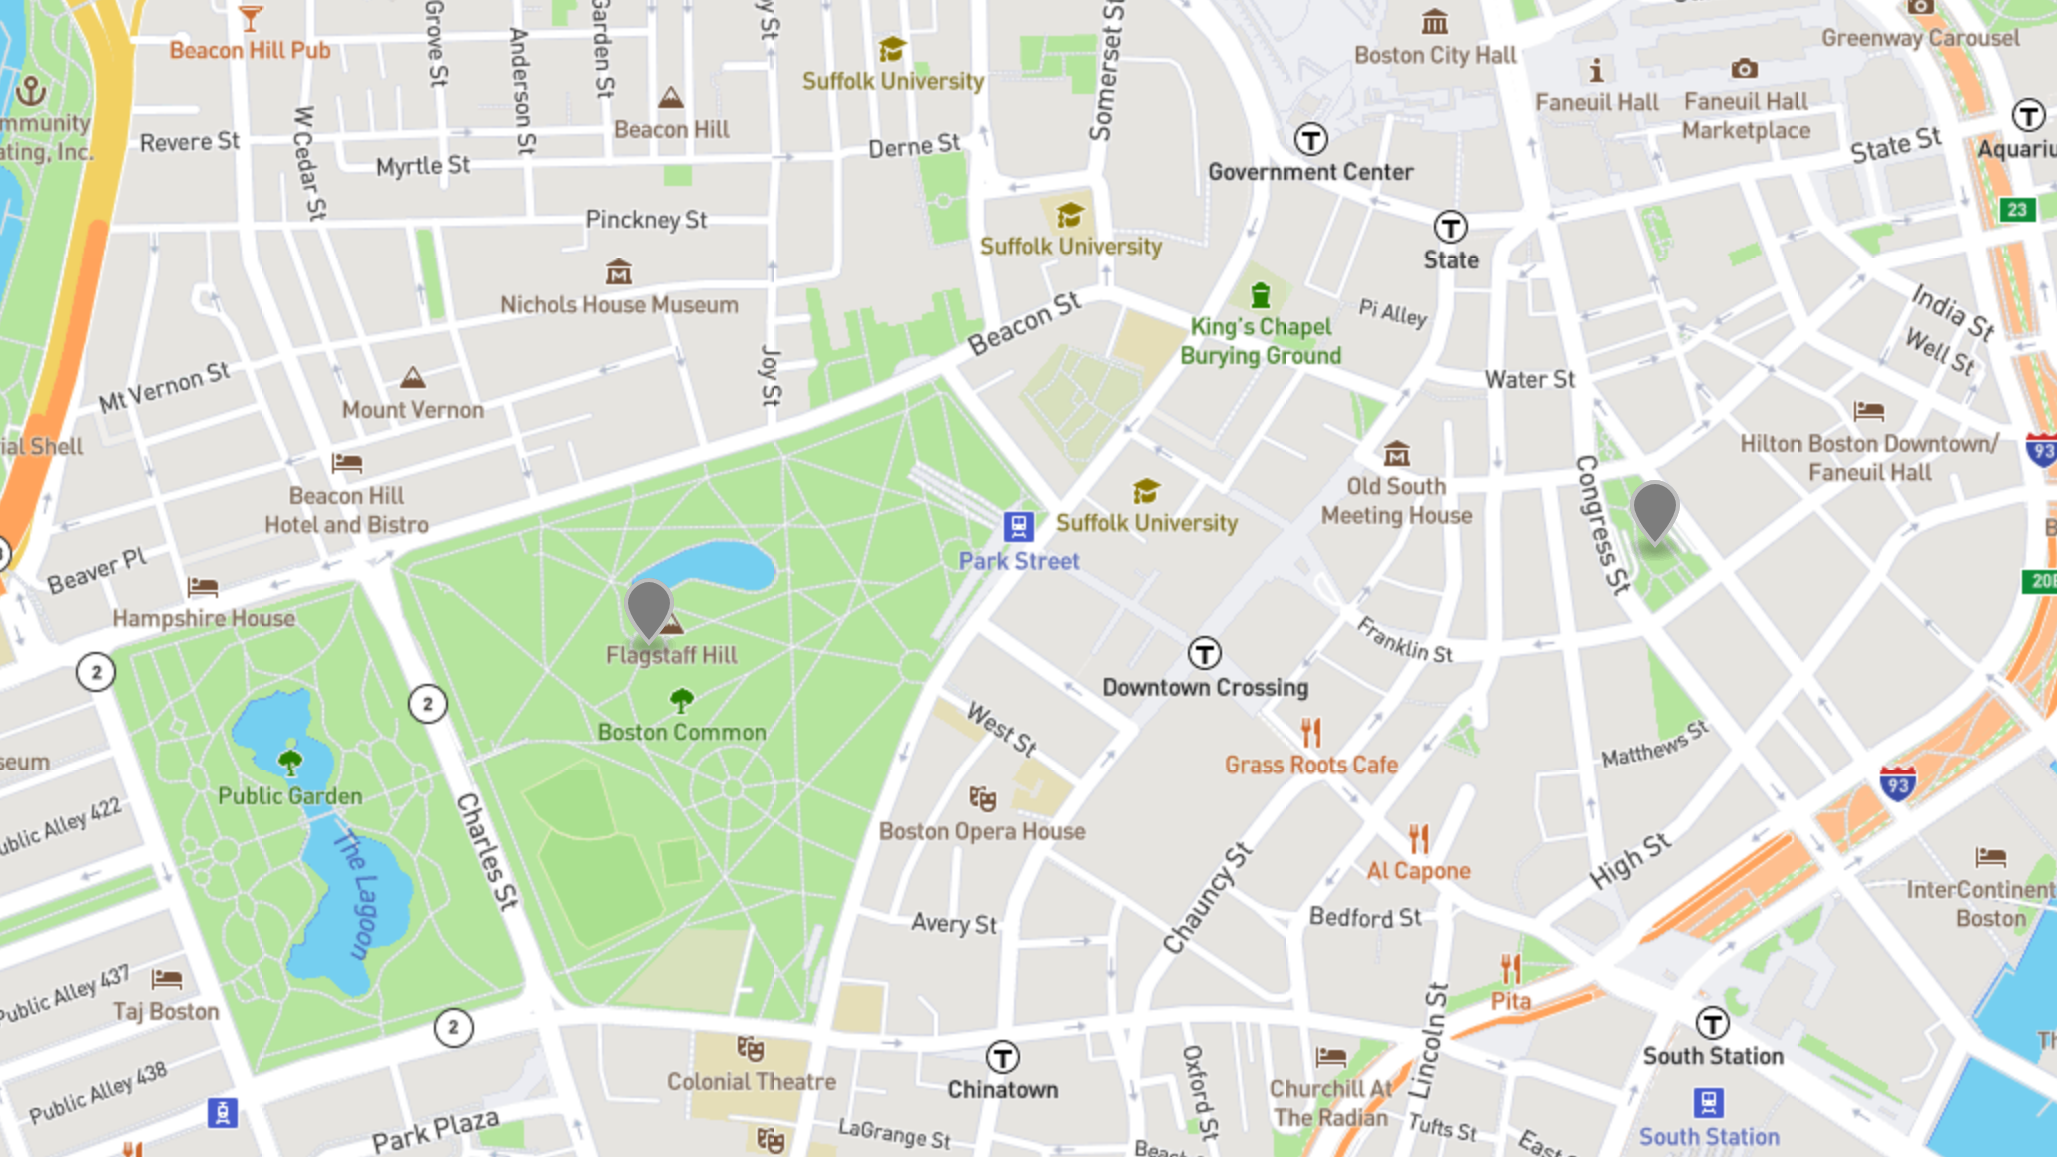 Beacon Hill Pub
Grove St
Anderson St
Garden St
y St
Suffolk University
Somerset St
Boston City Hall
Greenway Carousel
Faneuil Hall
Faneuil Hall
Marketplace
mmunity
ating, Inc.
Revere St
W Cedar St
Beacon Hill
Myrtle St
Derne St
T
Government Center
State St
T
Aquariu
Pinckney St
Suffolk University
T
State
23
Nichols House Museum
King's Chapel
Burying Ground
Pi Alley
India St
Well St
Beacon St
Joy St
Mt Vernon St
Mount Vernon
Water St
ial Shell
Hilton Boston Downtown/
Faneuil Hall
93
Beacon Hill
Hotel and Bistro
Old South
Meeting House
Suffolk University
Congress St
Park Street
Beaver Pl
Hampshire House
20B
2
Flagstaff Hill
Franklin St
T
Downtown Crossing
2
Boston Common
West St
Matthews St
Grass Roots Cafe
seum
Public Garden
93
ublic Alley 422
The Lagoon
Charles St
Boston Opera House
Al Capone
High St
InterContinent
Boston
Chauncy St
Avery St
Bedford St
Public Alley 437
Taj Boston
Pita
2
Lincoln St
T
South Station
Colonial Theatre
T
Chinatown
Oxford St
Churchill At
The Radian
Public Alley 438
Park Plaza
LaGrange St
Tufts St
South Station
Beach
East
Th
B